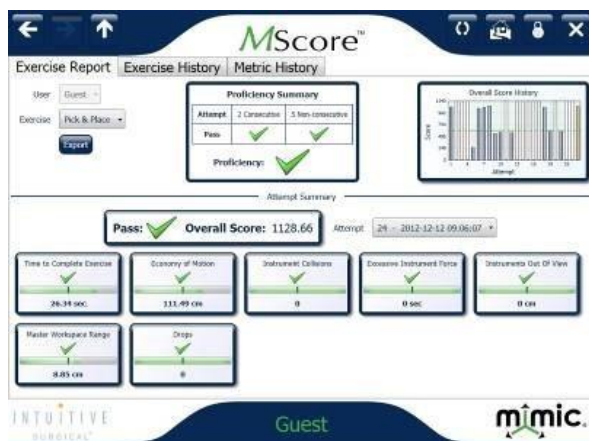 MScore™
Exercise Report Exercise History Metric History
User Guest
Exercise Pick & Place
Export
Proficiency Summary
Attempt 2 Consecutive 5 Non-consecutive
Pass
Proficiency:
Overall Score History
Score
Attempt
Attempt Summary
Pass: Overall Score: 1128.66 Attempt 24 - 2012-12-12 09:06:07
Time to Complete Exercise Economy of Motion Instrument Collisions Excessive Instrument Force Instruments Out Of View
26.34 sec 111.49 cm 0 0 sec 0 cm
Master Workspace Range Drops
8.05 cm 0
INTUITIVE
SURGICAL®
Guest
mimic.